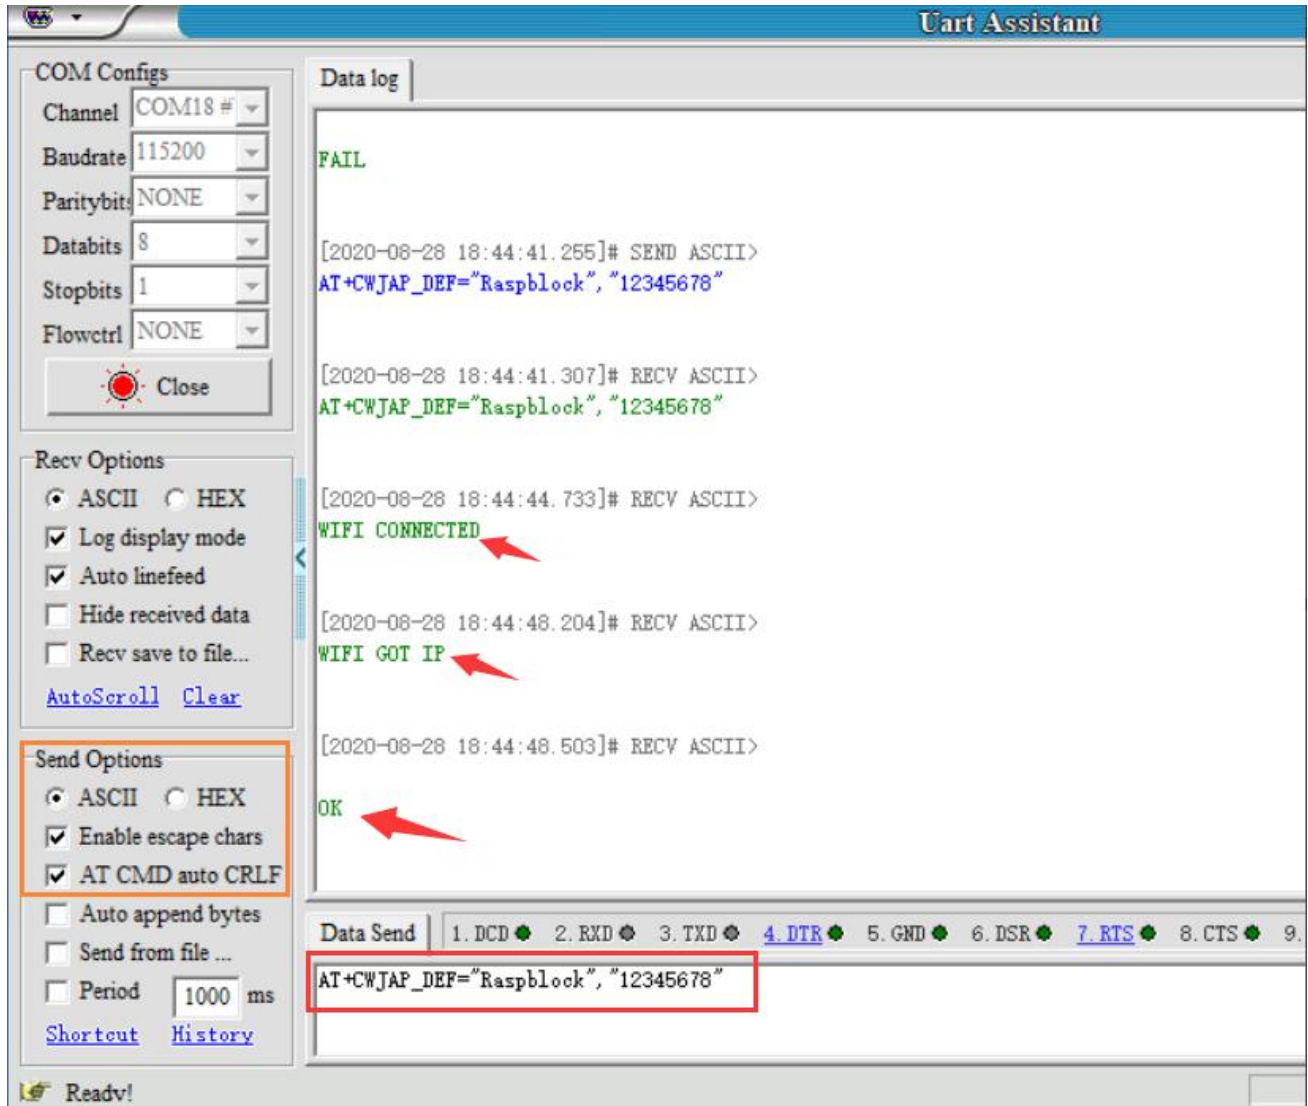 Uart Assistant
COM Configs
Channel COM18 #
Baudrate 115200
Paritybits NONE
Databits 8
Stopbits 1
Flowctrl NONE
Close
Recv Options
ASCII HEX
Log display mode
Auto linefeed
Hide received data
Recv save to file...
AutoScroll Clear
Send Options
ASCII HEX
Enable escape chars
AT CMD auto CRLF
Auto append bytes
Send from file ...
Period 1000 ms
Shortcut History
Data log
FAIL
[2020-08-28 18:44:41.255]# SEND ASCII>
AT+CWJAP_DEF="Raspblock","12345678"
[2020-08-28 18:44:41.307]# RECV ASCII>
AT+CWJAP_DEF="Raspblock","12345678"
[2020-08-28 18:44:44.733]# RECV ASCII>
WIFI CONNECTED
[2020-08-28 18:44:48.204]# RECV ASCII>
WIFI GOT IP
[2020-08-28 18:44:48.503]# RECV ASCII>
OK
Data Send 1.DCD 2.RXD 3.TXD 4.DTR 5.GND 6.DSR 7.RTS 8.CTS 9.
AT+CWJAP_DEF="Raspblock","12345678"
Ready!